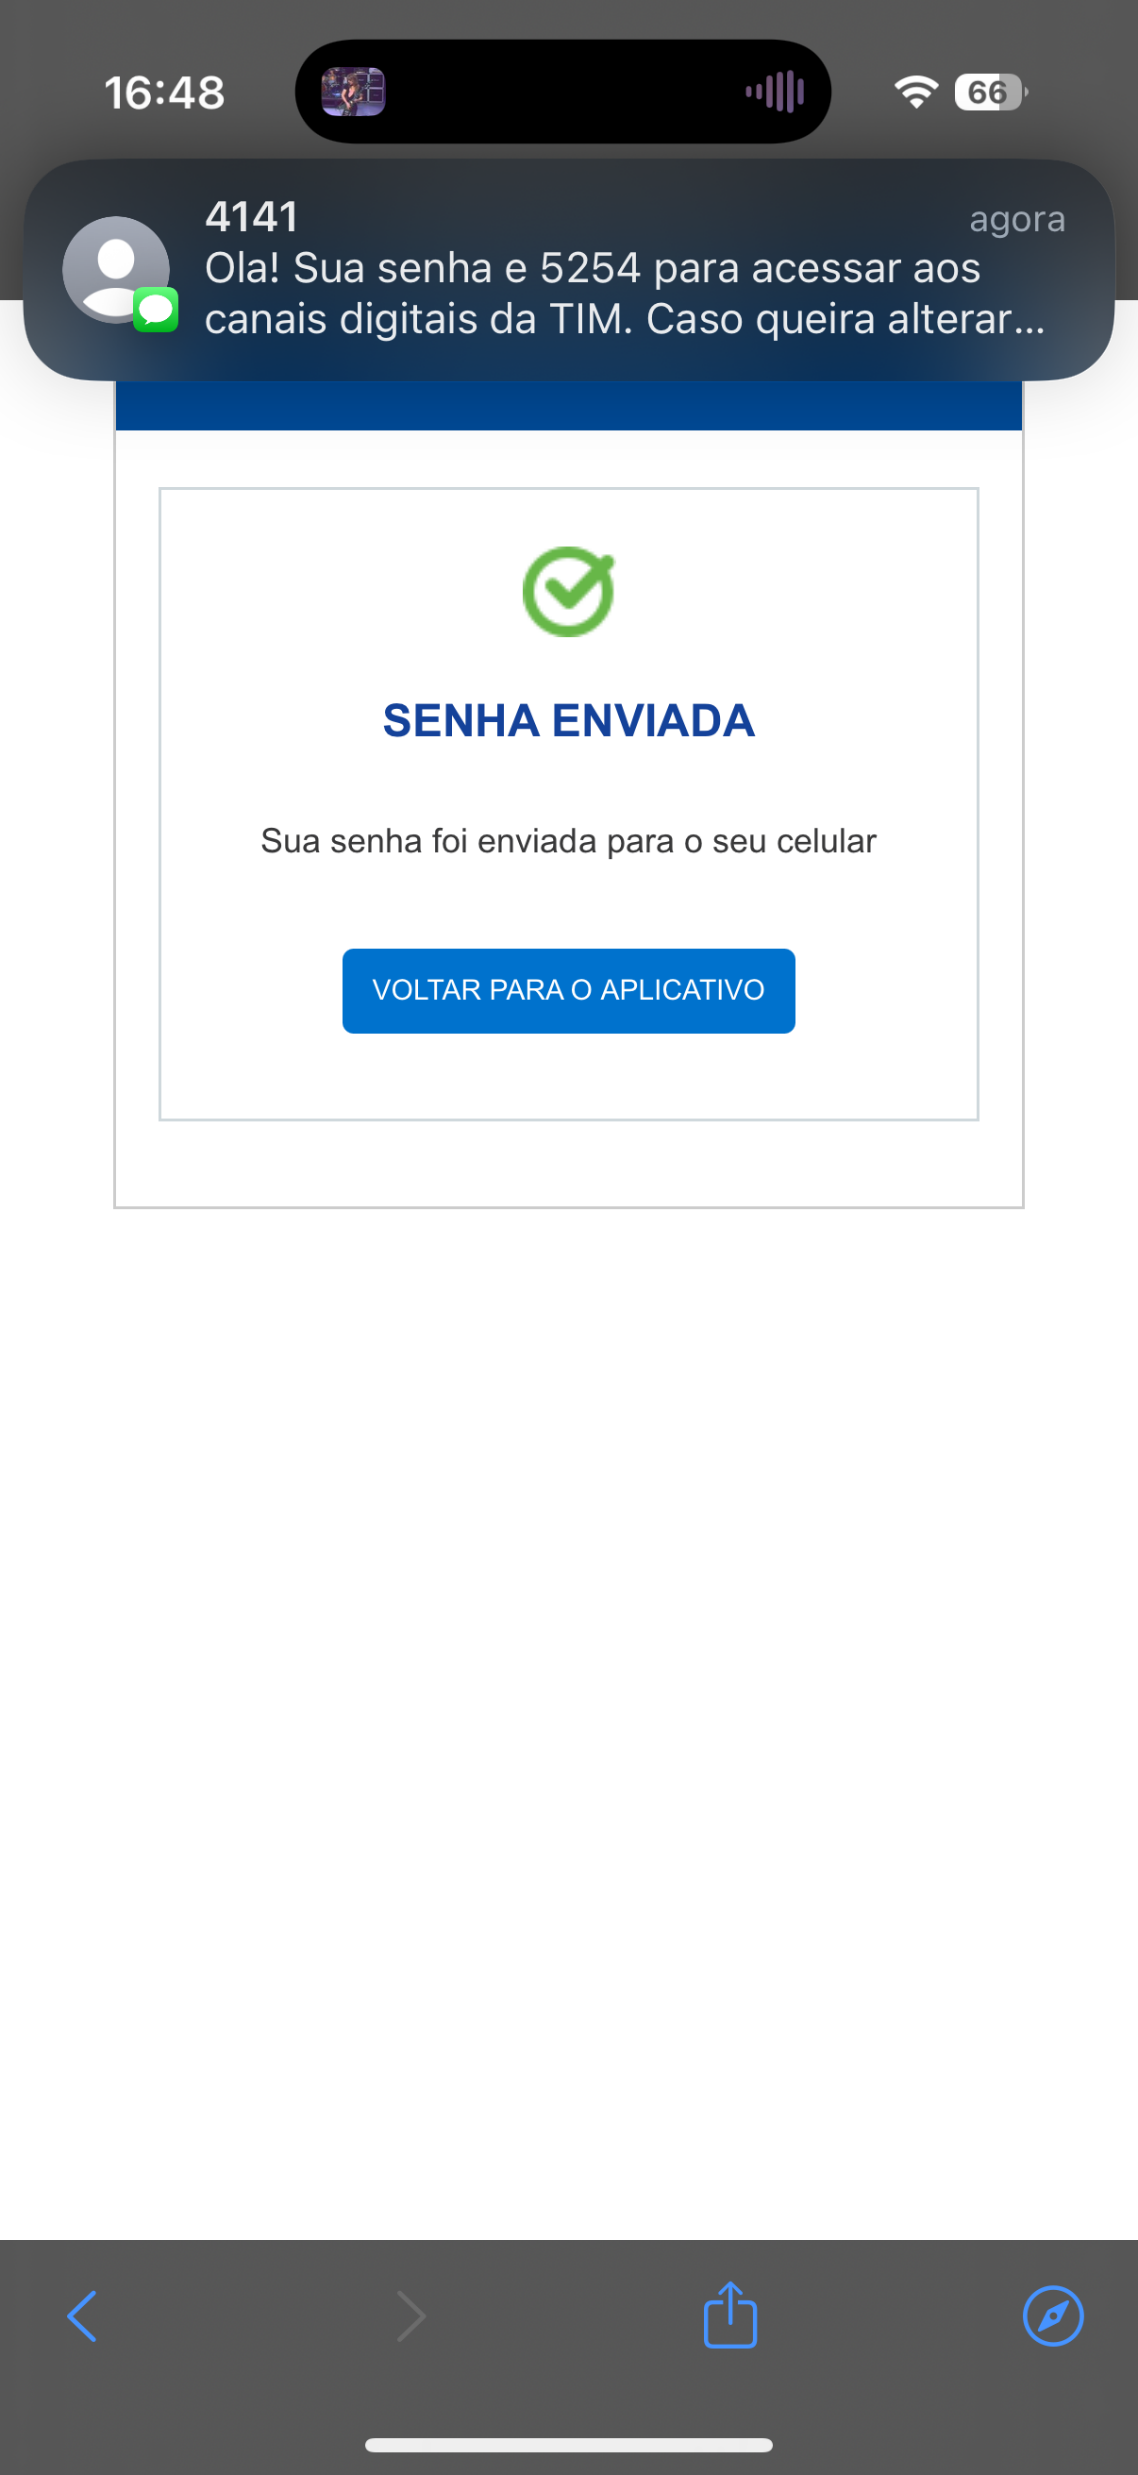 16:48
66
4141
agora
Ola! Sua senha e 5254 para acessar aos
canais digitais da TIM. Caso queira alterar...
SENHA ENVIADA
Sua senha foi enviada para o seu celular
VOLTAR PARA O APLICATIVO